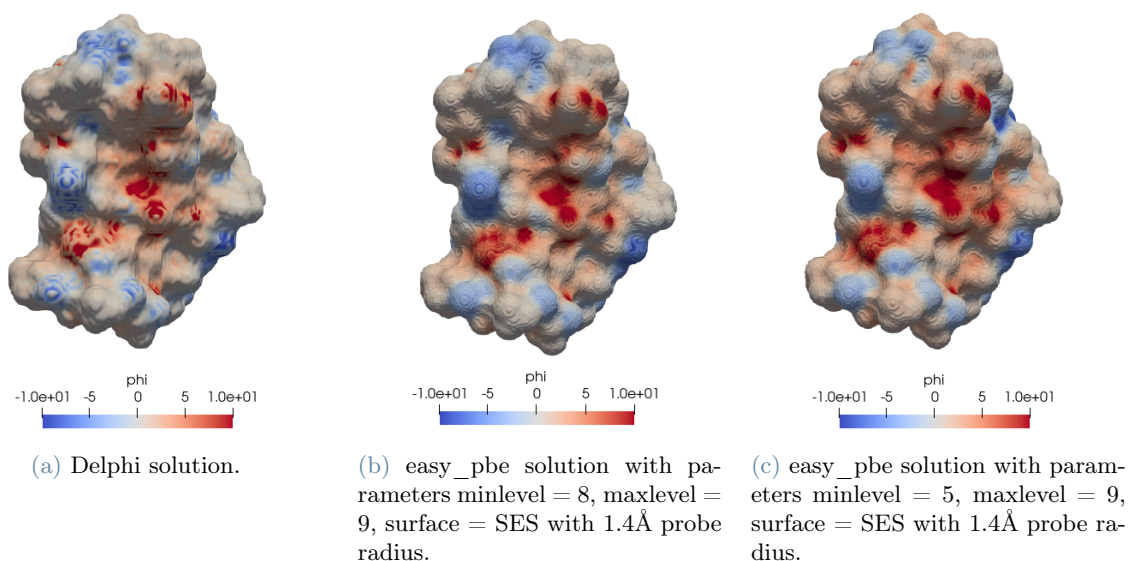 phi
-1.0e+01 -5 0 5 1.0e+01
phi
-1.0e+01 -5 0 5 1.0e+01
phi
-1.0e+01 -5 0 5 1.0e+01
(a) Delphi solution.
(b) easy_pbe solution with pa-
rameters minlevel = 8, maxlevel =
9, surface = SES with 1.4Å probe
radius.
(c) easy_pbe solution with param-
eters minlevel = 5, maxlevel = 9,
surface = SES with 1.4Å probe ra-
dius.